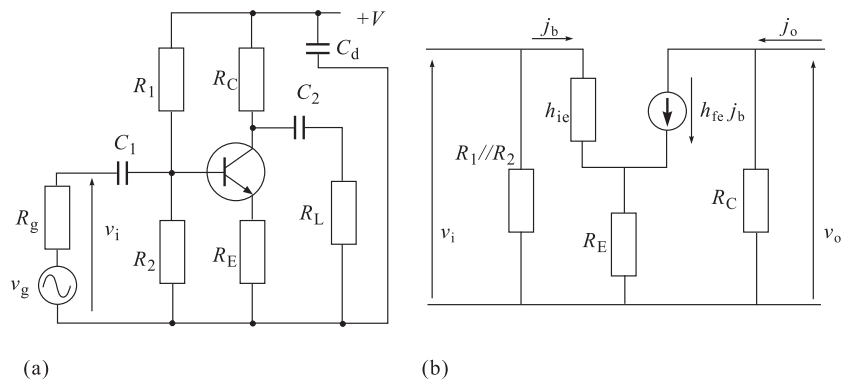 +V
C_d
R_1
R_C
C_2
C_1
R_g
v_i
R_L
R_2
R_E
v_g
(a)
j_b
j_o
h_ie
h_fe j_b
R_1//R_2
R_C
v_i
R_E
v_o
(b)